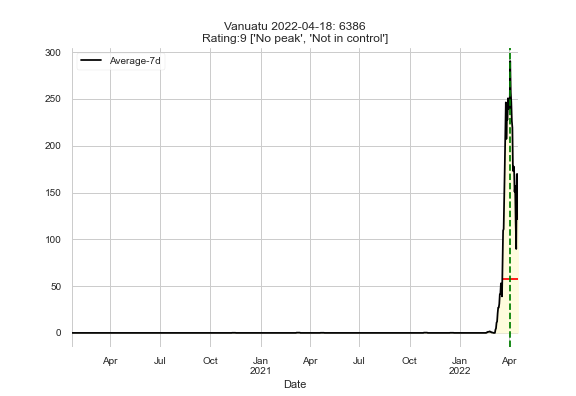 Vanuatu 2022-04-18: 6386
Rating:9 ['No peak', 'Not in control']
300
Average-7d
250
200
150
100
50
0
Apr Jul Oct Jan Apr Jul Oct Jan Apr
2021 2022
Date